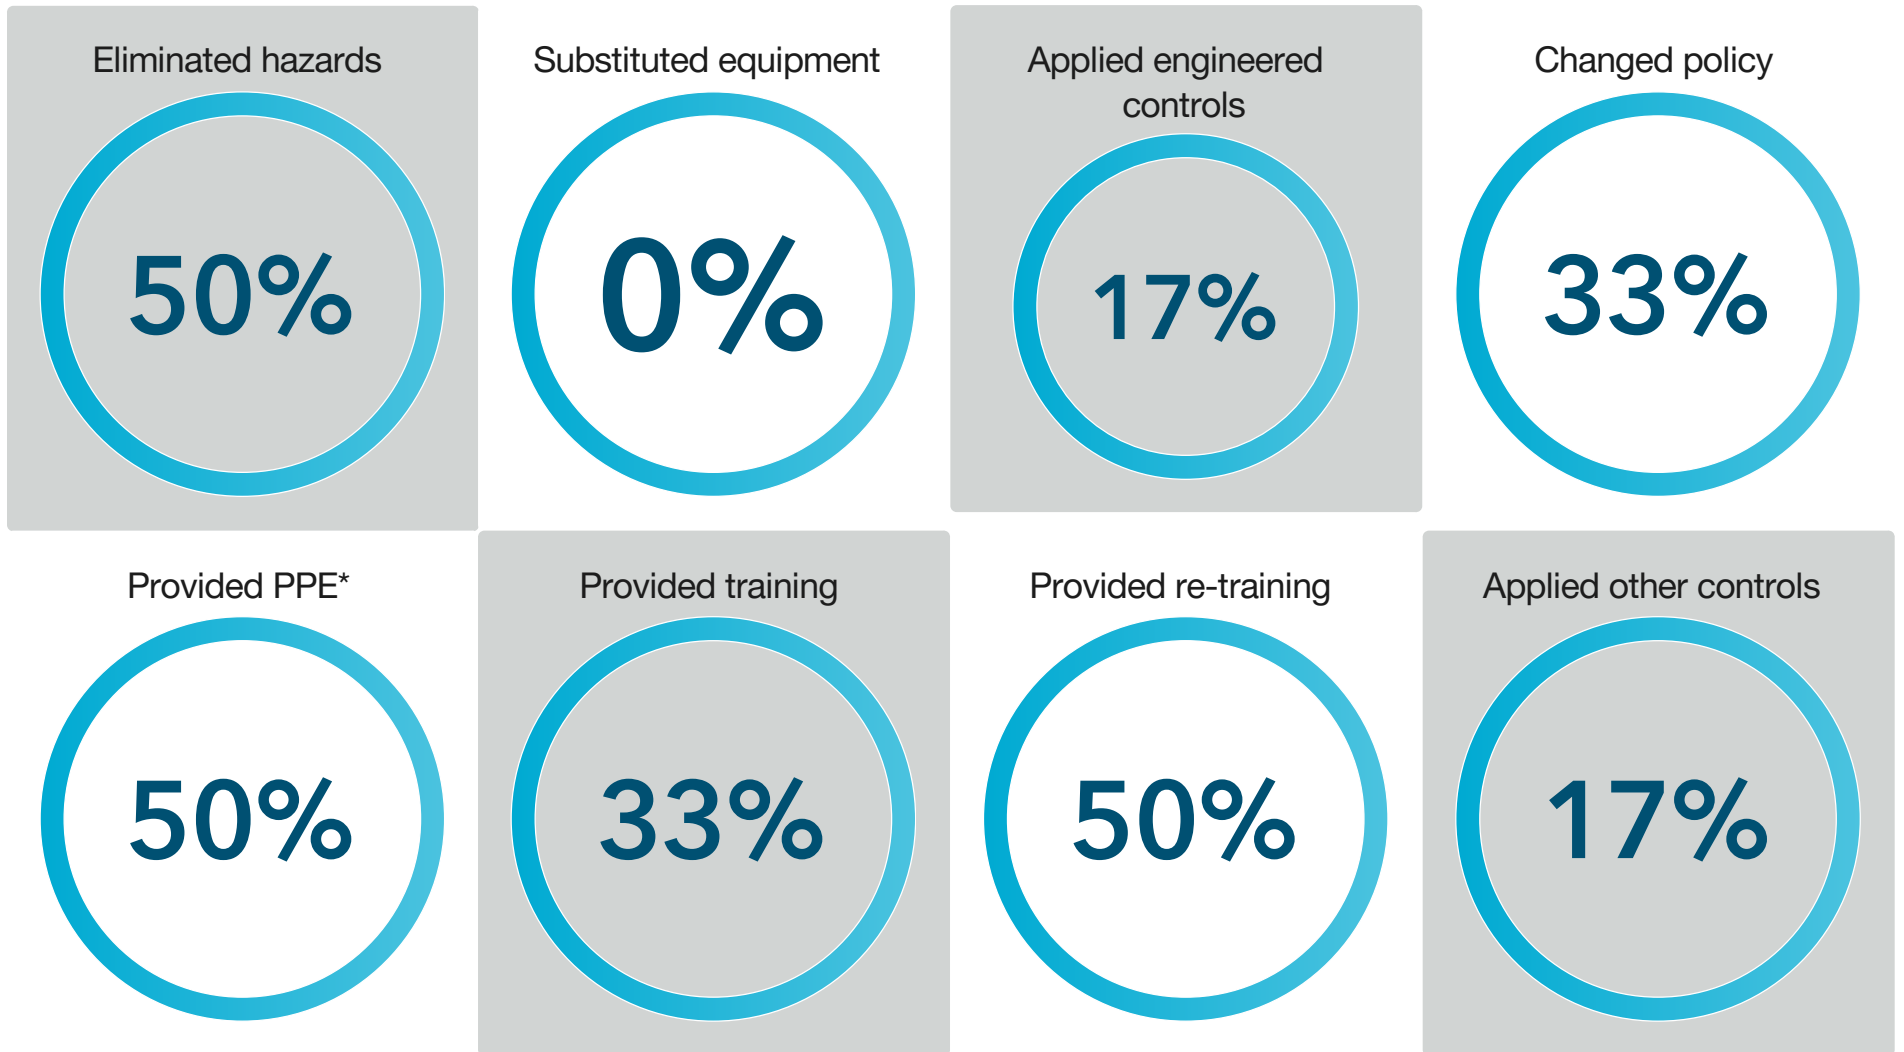 Eliminated hazards
50%
Substituted equipment
0%
Applied engineered
controls
17%
Changed policy
33%
Provided PPE*
50%
Provided training
33%
Provided re-training
50%
Applied other controls
17%